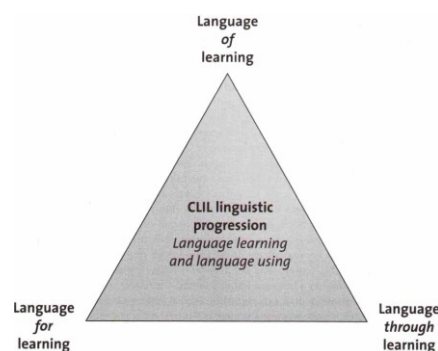 Language
of
learning
CLIL linguistic
progression
Language learning
and language using
Language
for
learning
Language
through
learning